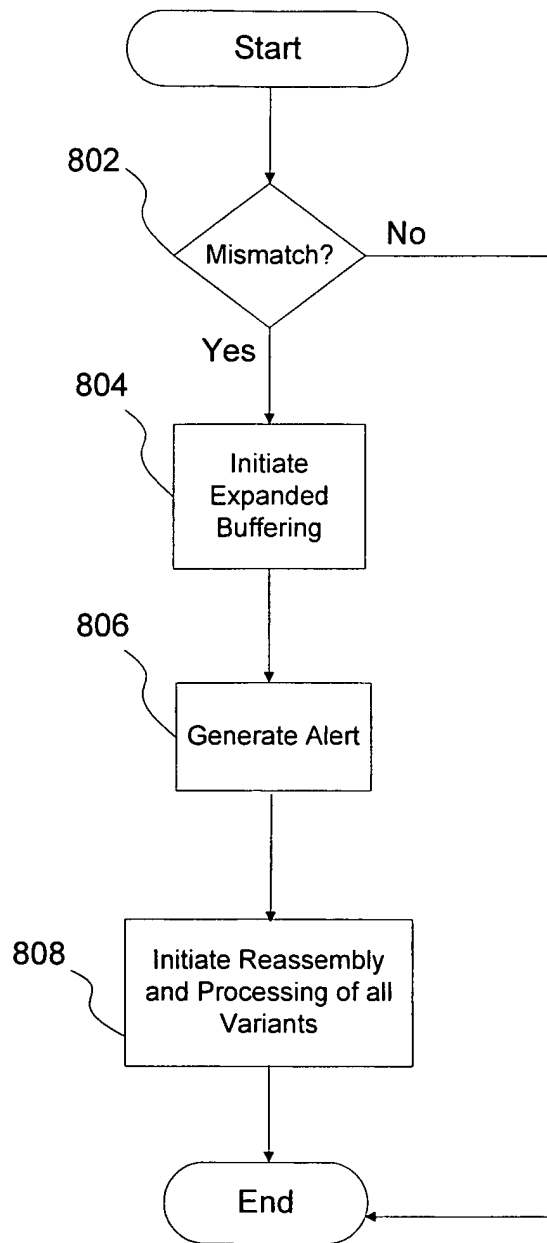 Start
802
Mismatch?
No
Yes
804
Initiate
Expanded
Buffering
806
Generate Alert
808
Initiate Reassembly
and Processing of all
Variants
End